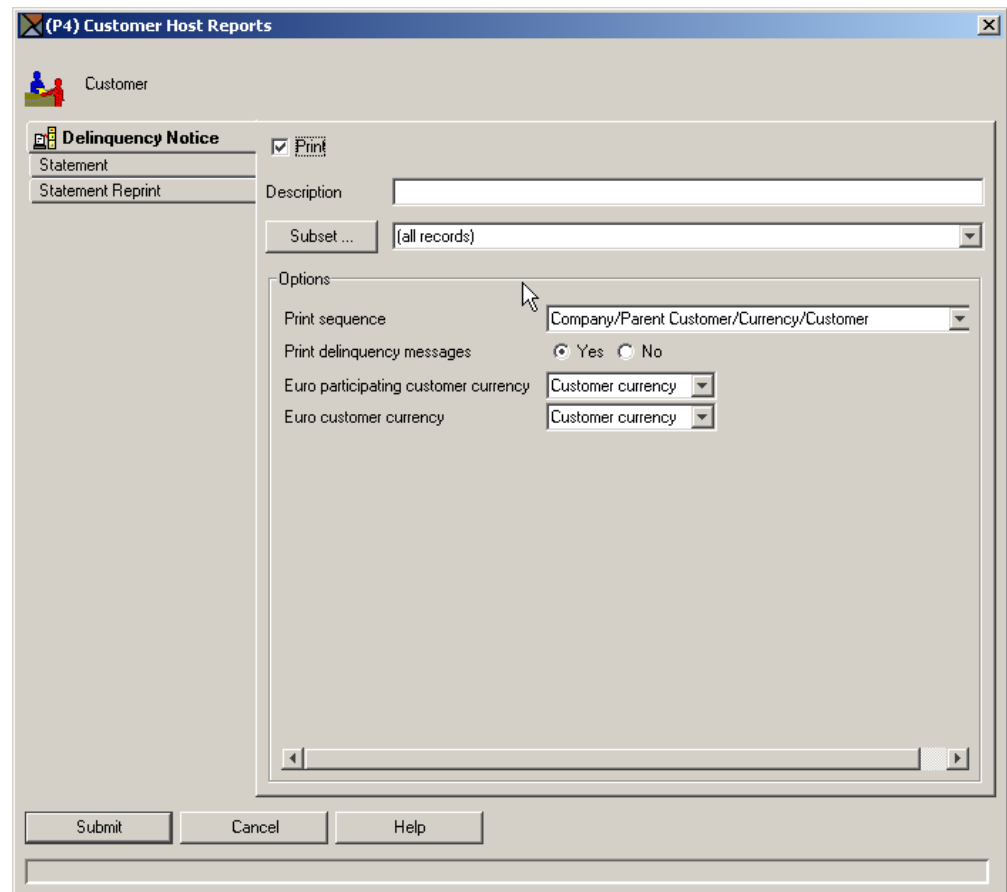 (P4) Customer Host Reports
Customer
Delinquency Notice
Statement
Statement Reprint
Print
Description
Subset ... (all records)
Options
Print sequence Company/Parent Customer/Currency/Customer
Print delinquency messages Yes No
Euro participating customer currency Customer currency
Euro customer currency Customer currency
Submit Cancel Help